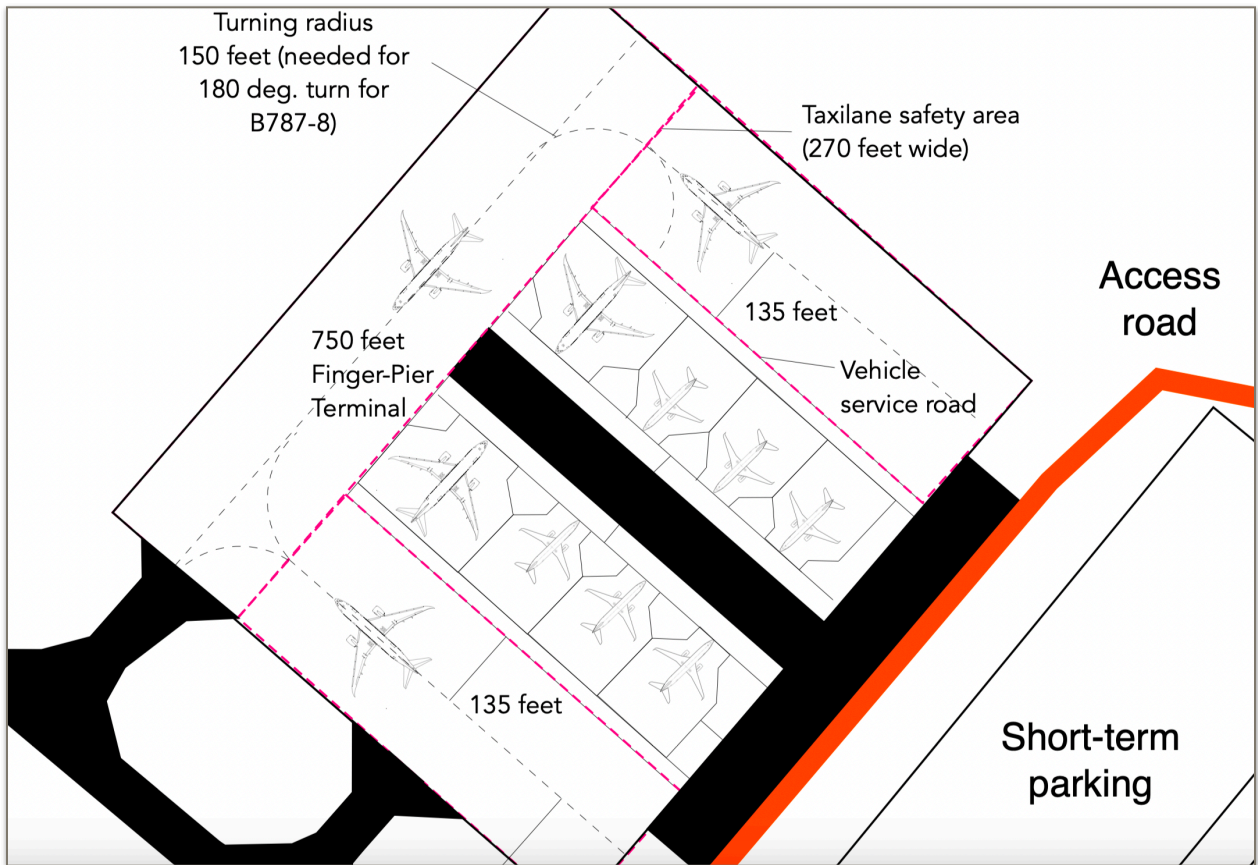 Turning radius
150 feet (needed for
180 deg. turn for
B787-8)
Taxilane safety area
(270 feet wide)
Access
road
135 feet
750 feet
Finger-Pier
Terminal
Vehicle
service road
135 feet
Short-term
parking